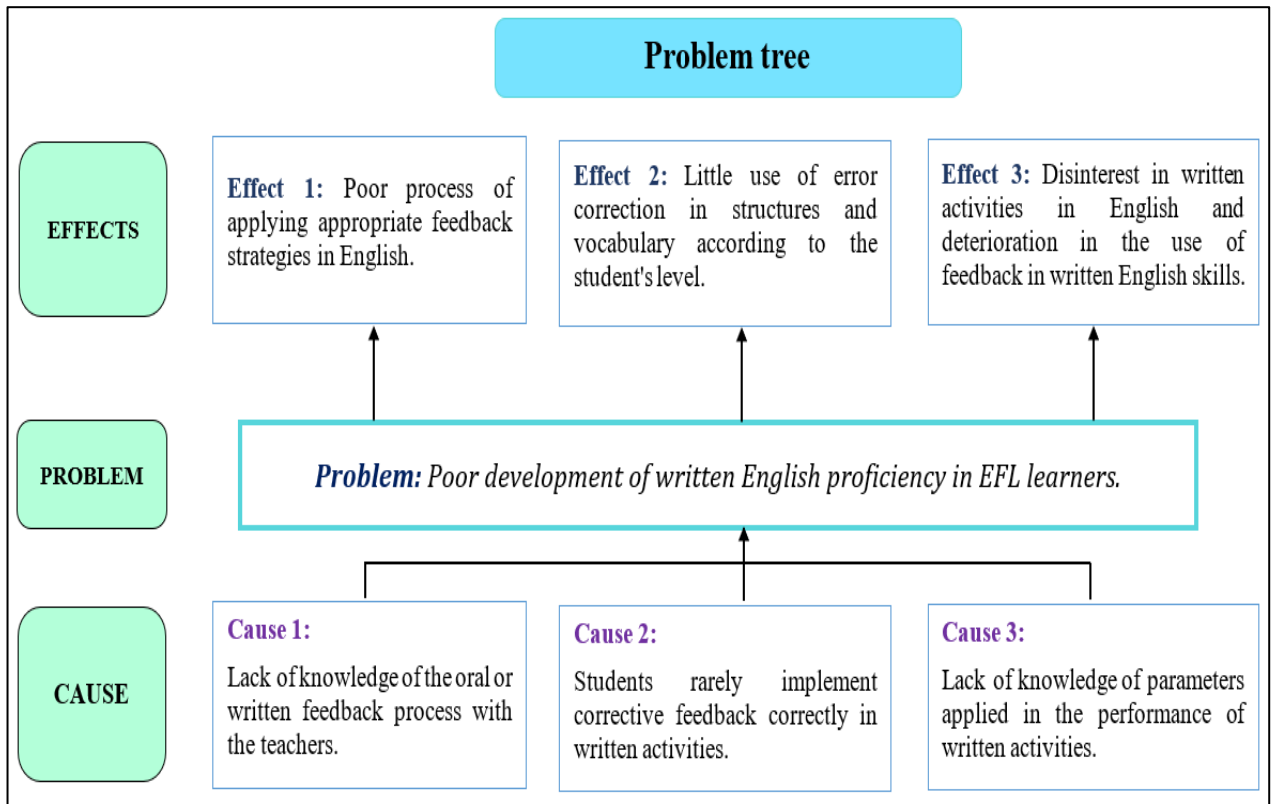 Problem tree
EFFECTS
Effect 1: Poor process of
applying appropriate feedback
strategies in English.
Effect 2: Little use of error
correction in structures and
vocabulary according to the
student's level.
Effect 3: Disinterest in written
activities in English and
deterioration in the use of
feedback in written English skills.
PROBLEM
Problem: Poor development of written English proficiency in EFL learners.
CAUSE
Cause 1:
Lack of knowledge of the oral or
written feedback process with
the teachers.
Cause 2:
Students rarely implement
corrective feedback correctly in
written activities.
Cause 3:
Lack of knowledge of parameters
applied in the performance of
written activities.